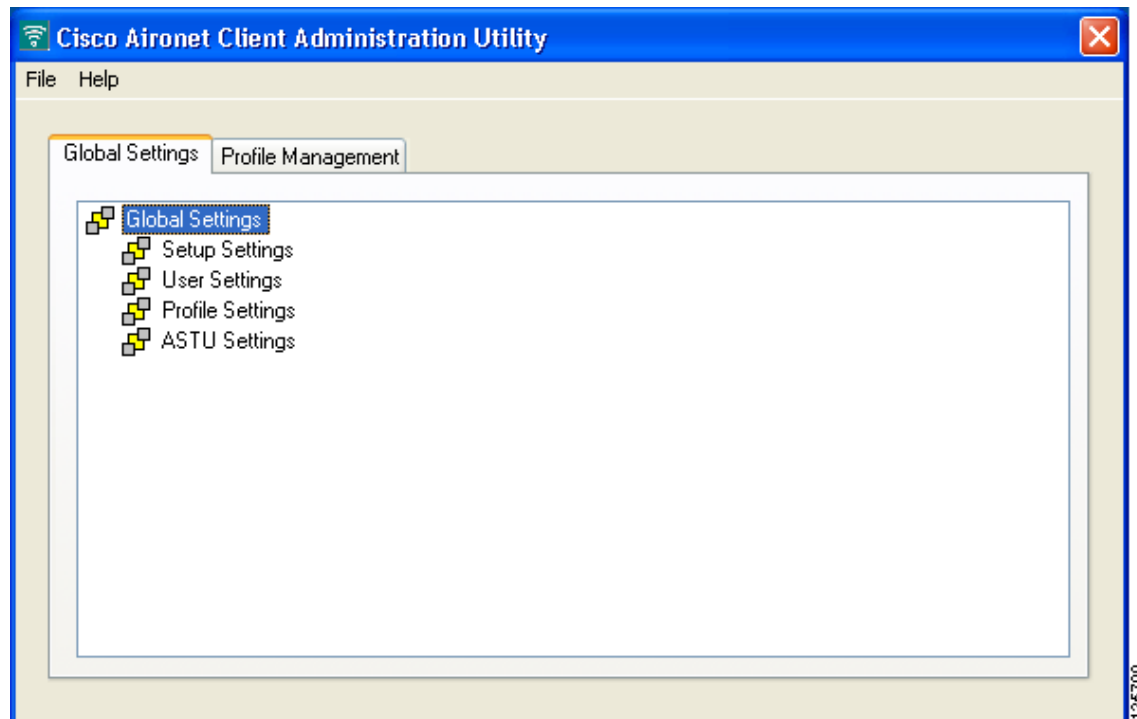 Cisco Aironet Client Administration Utility
File Help
Global Settings Profile Management
Global Settings
Setup Settings
User Settings
Profile Settings
ASTU Settings